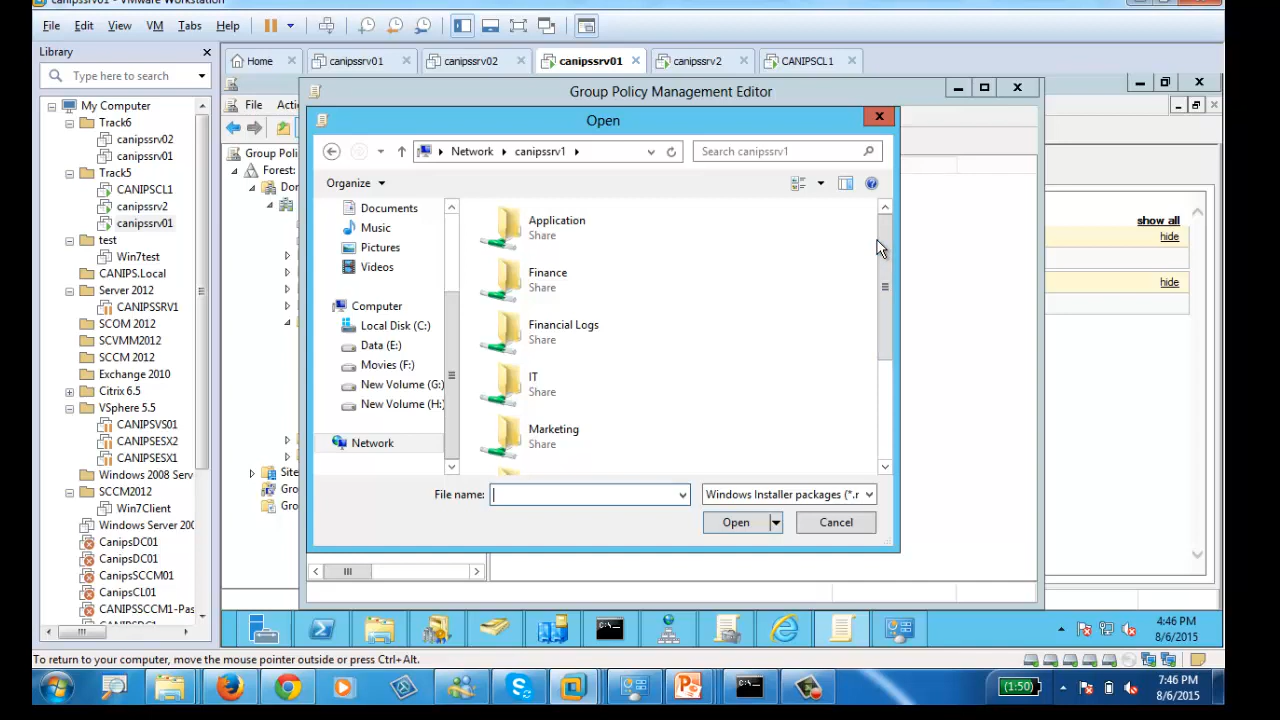 canipssrv01 - VMware Workstation
File Edit View VM Tabs Help
Library
Type here to search
My Computer
Track6
canipssrv02
canipssrv01
Track5
CANIPSCL1
canipssrv2
canipssrv01
test
Win7test
CANIPS.Local
Server 2012
CANIPSSRV1
SCOM 2012
SCVMM2012
SCCM 2012
Exchange 2010
Citrix 6.5
VSphere 5.5
CANIPSVS01
CANIPSESX2
CANIPSESX1
Windows 2008 Serv
SCCM2012
Win7Client
Windows Server 200
CanipsDC01
CanipsDC01
CanipsSCCM01
CanipsCL01
CANIPSSCCM1-Pas
Home canipssrv01 canipssrv02 canipssrv01 canipssrv2 CANIPSCL1
File Actio
Group Polic
Forest:
Dor
Site
Gro
Gro
Group Policy Management Editor
Open
Network canipssrv1
Search canipssrv1
Organize
Documents
Music
Pictures
Videos
Computer
Local Disk (C:)
Data (E:)
Movies (F:)
New Volume (G:)
New Volume (H:)
Network
Application
Share
Finance
Share
Financial Logs
Share
IT
Share
Marketing
Share
File name:
Windows Installer packages (*.r
Open
Cancel
show all
hide
hide
4:46 PM
8/6/2015
To return to your computer, move the mouse pointer outside or press Ctrl+Alt.
(1:50)
7:46 PM
8/6/2015